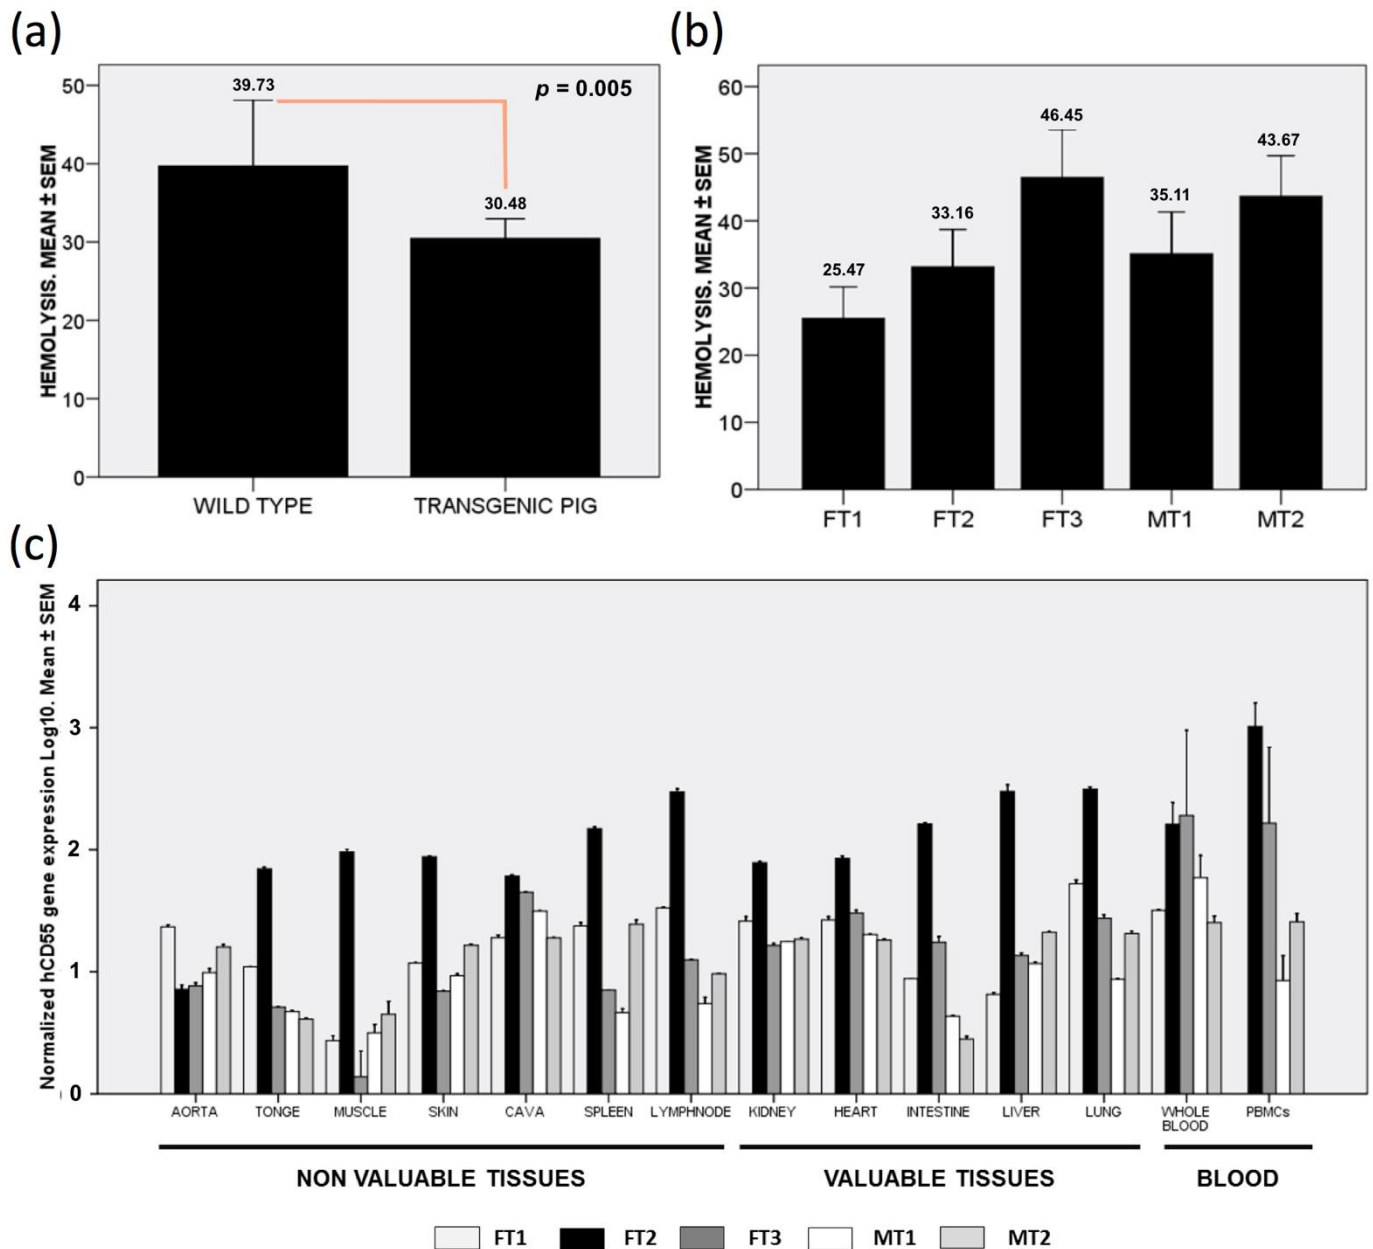 (a)
HEMOLYSIS. MEAN ± SEM
50
40
30
20
10
0
39.73
30.48
p = 0.005
WILD TYPE
TRANSGENIC PIG
(b)
HEMOLYSIS. MEAN ± SEM
60
50
40
30
20
10
0
25.47
33.16
46.45
35.11
43.67
FT1
FT2
FT3
MT1
MT2
(c)
Normalized hCD55 gene expression Log10. Mean ± SEM
4
3
2
1
0
AORTA
TONGE
MUSCLE
SKIN
CAVA
SPLEEN
LYMPHNODE
KIDNEY
HEART
INTESTINE
LIVER
LUNG
WHOLE
BLOOD
PBMCs
NON VALUABLE TISSUES
VALUABLE TISSUES
BLOOD
FT1
FT2
FT3
MT1
MT2